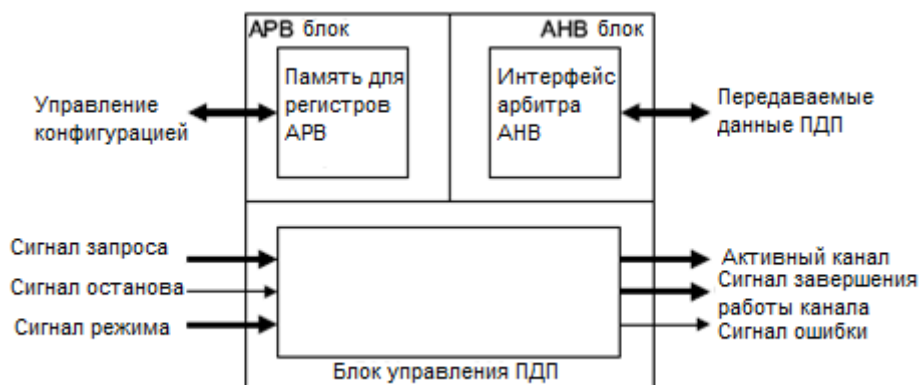 APB блок
AHB блок
Память для
регистров
APB
Интерфейс
арбитра
AHB
Управление
конфигурацией
Передаваемые
данные ПДП
Сигнал запроса
Сигнал останова
Сигнал режима
Активный канал
Сигнал завершения
работы канала
Сигнал ошибки
Блок управления ПДП